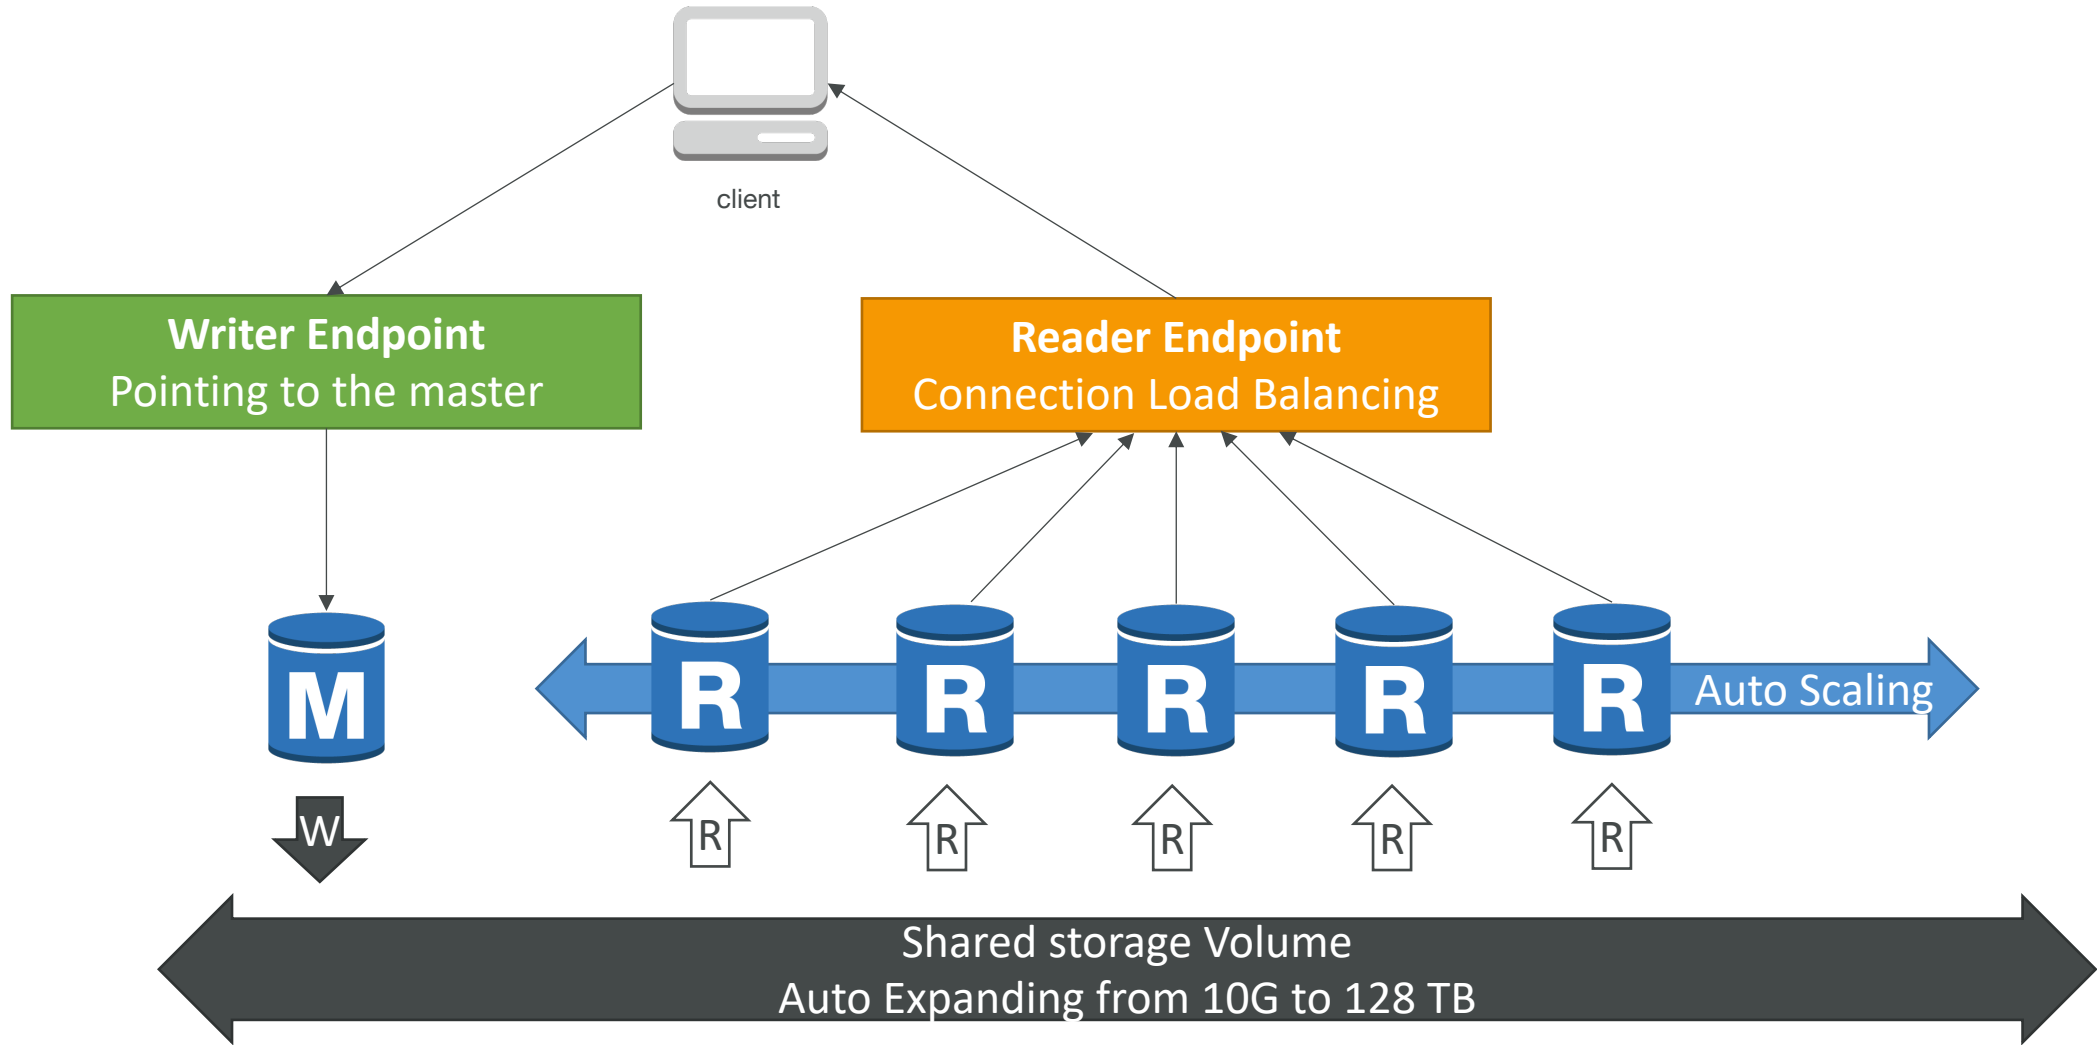 client
Writer Endpoint
Pointing to the master
Reader Endpoint
Connection Load Balancing
M
R
R
R
R
R
Auto Scaling
W
R
R
R
R
R
Shared storage Volume
Auto Expanding from 10G to 128 TB